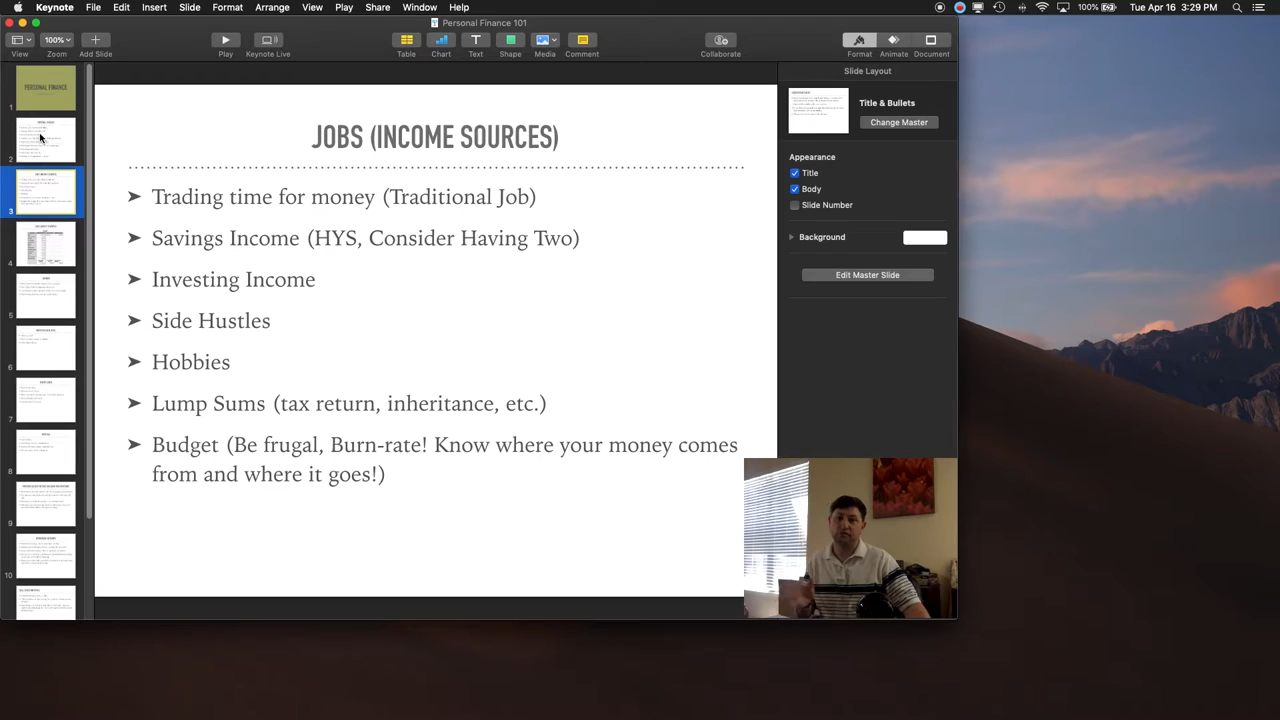 Keynote File Edit Insert Slide Format Arrange View Play Share Window Help 100% Tue Apr 16 3:29 PM
Personal Finance 101
100%
View Zoom Add Slide Play Keynote Live Table Chart Text Shape Media Comment Collaborate Format Animate Document
Slide Layout
PERSONAL FINANCE
1
2
3
4
5
6
7
8
9
10
JOBS (INCOME SOURCES)
Trading time for money (Traditional Job)
Savings Income (HYS, Consider Having Two)
Investing Income
Side Hustles
Hobbies
Lump Sums (tax return, inheritance, etc.)
Budget (Be frugal, Burn-rate! Know where your money comes
from and where it goes!)
Title & Bullets
Change Master
Appearance
Title
Body
Slide Number
Background
Edit Master Slide